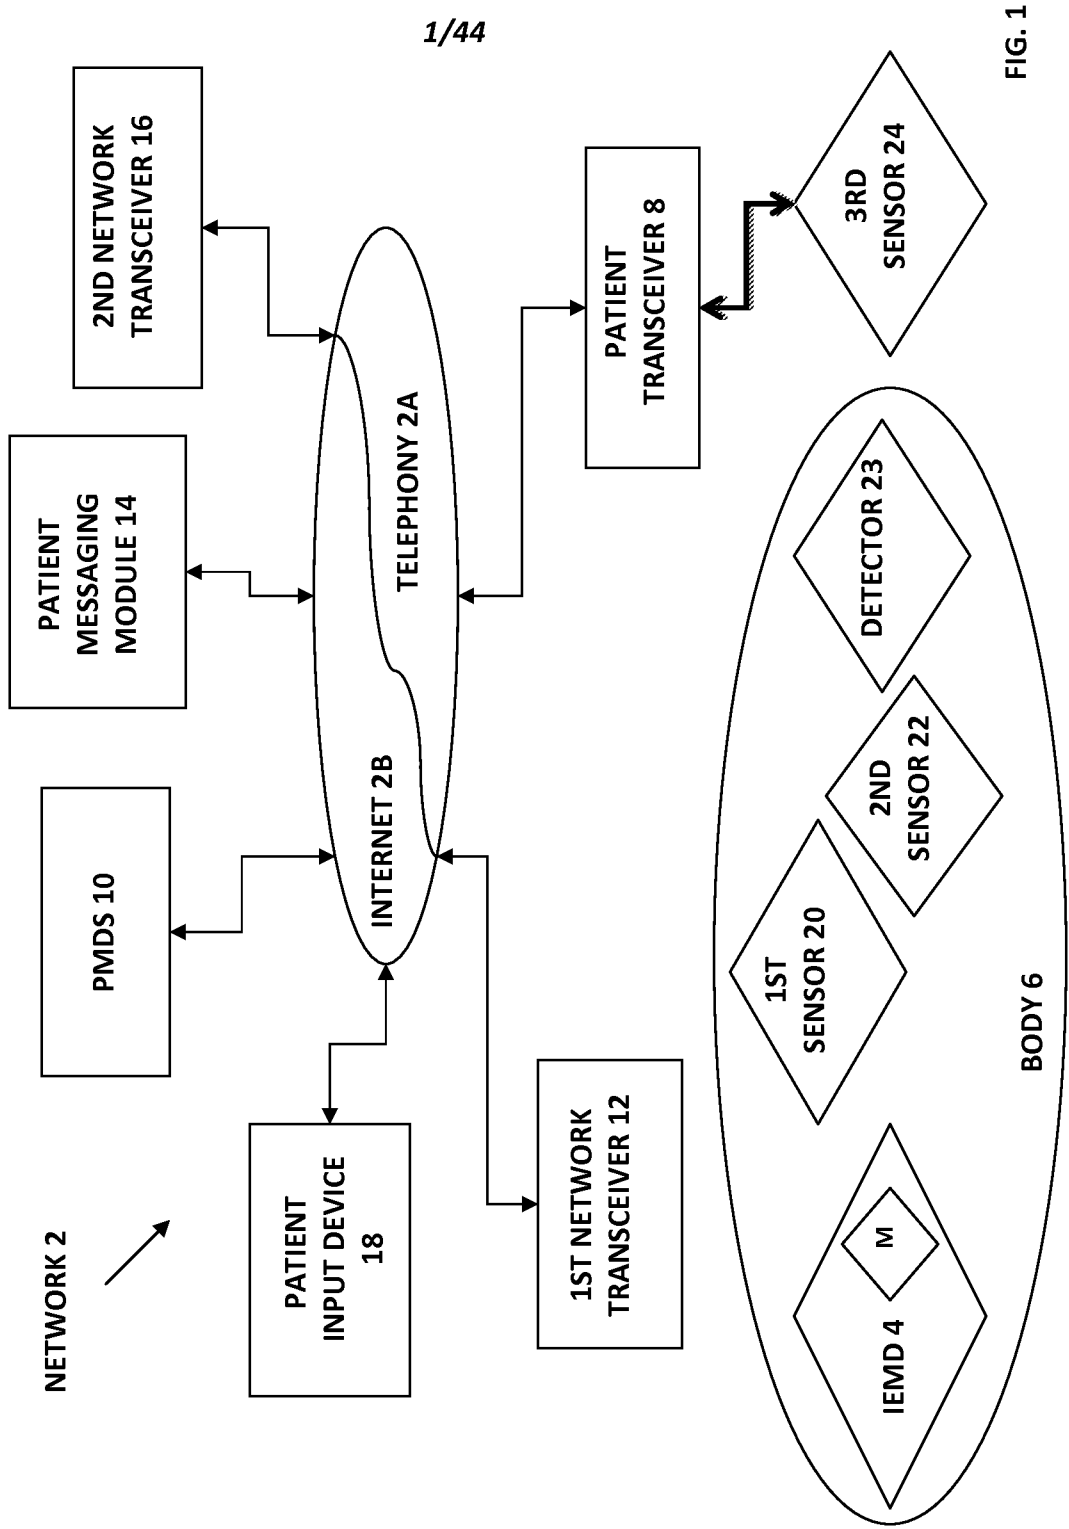 1/44
NETWORK 2
PMDS 10
PATIENT
MESSAGING
MODULE 14
2ND NETWORK
TRANSCEIVER 16
PATIENT
INPUT DEVICE
18
INTERNET 2B
TELEPHONY 2A
1ST NETWORK
TRANSCEIVER 12
PATIENT
TRANSCEIVER 8
IEMD 4
M
1ST
SENSOR 20
2ND
SENSOR 22
DETECTOR 23
3RD
SENSOR 24
BODY 6
FIG. 1